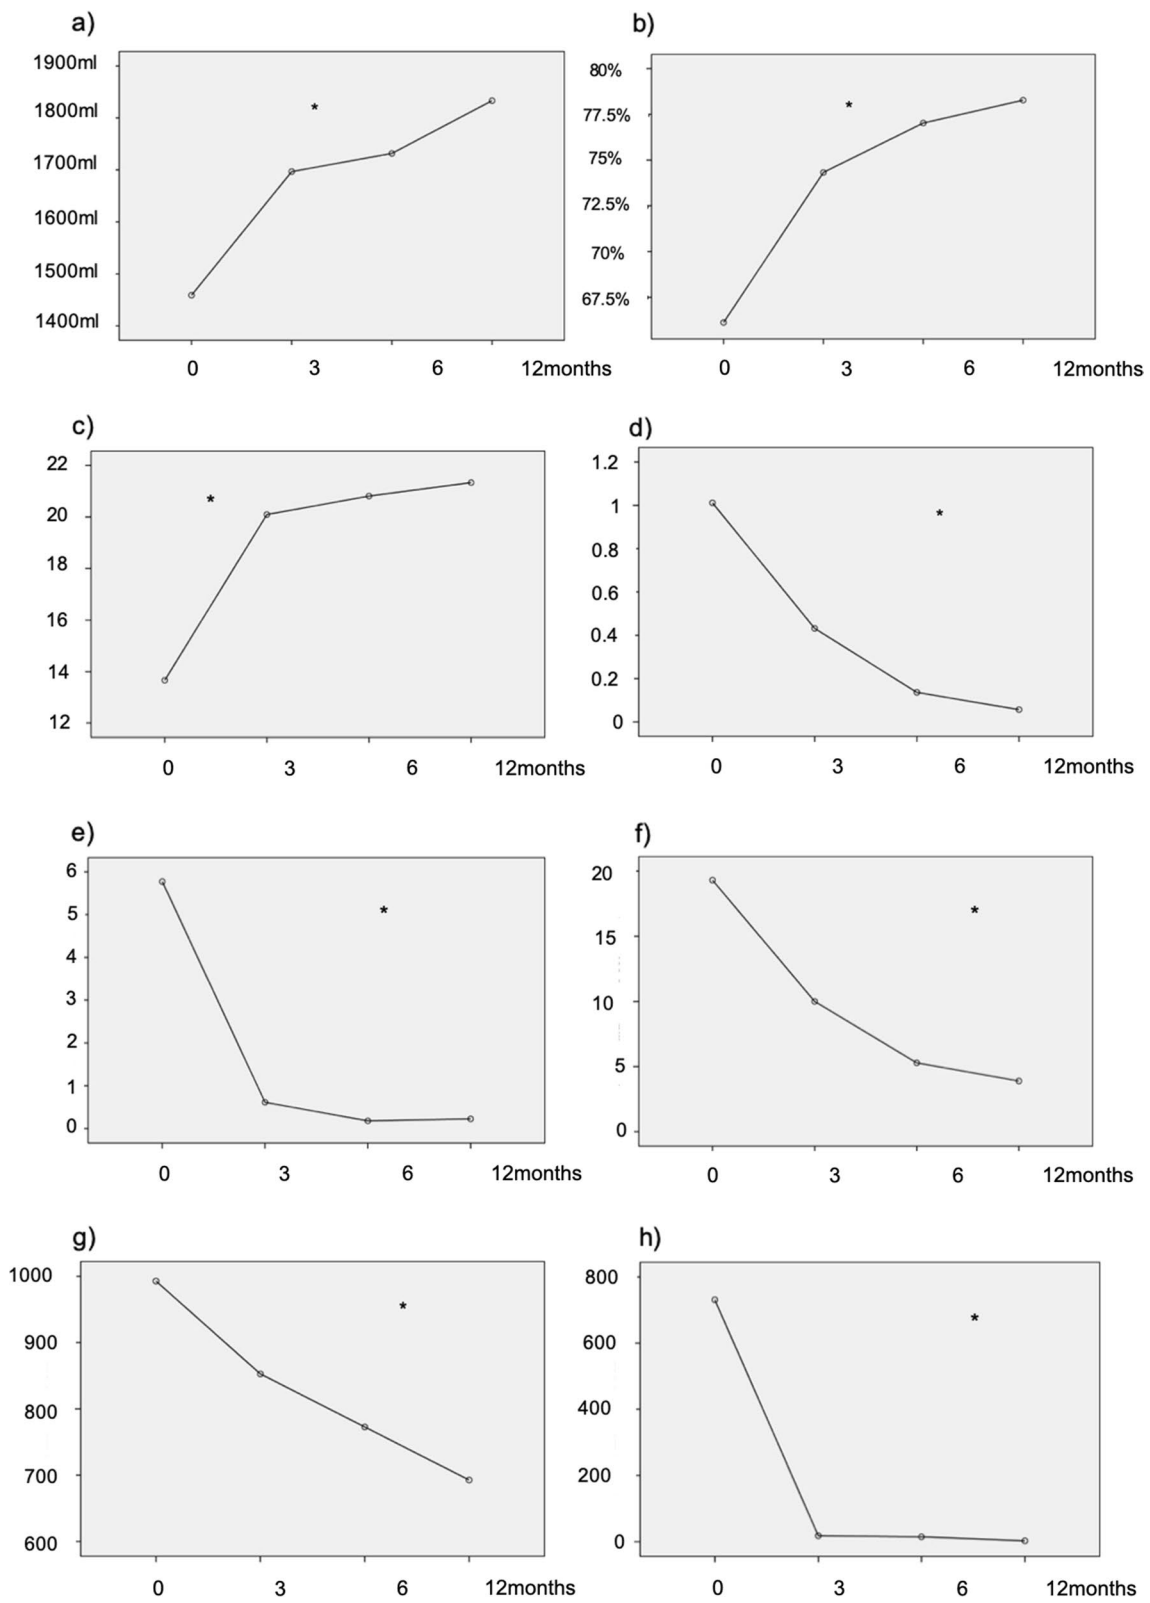 a)
1900ml
1800ml
1700ml
1600ml
1500ml
1400ml
*
0 3 6 12months
b)
80%
77.5%
75%
72.5%
70%
67.5%
*
0 3 6 12months
c)
22
20
18
16
14
12
*
0 3 6 12months
d)
1.2
1
0.8
0.6
0.4
0.2
0
*
0 3 6 12months
e)
6
5
4
3
2
1
0
*
0 3 6 12months
f)
20
15
10
5
0
*
0 3 6 12months
g)
1000
900
800
700
600
*
0 3 6 12months
h)
800
600
400
200
0
*
0 3 6 12months